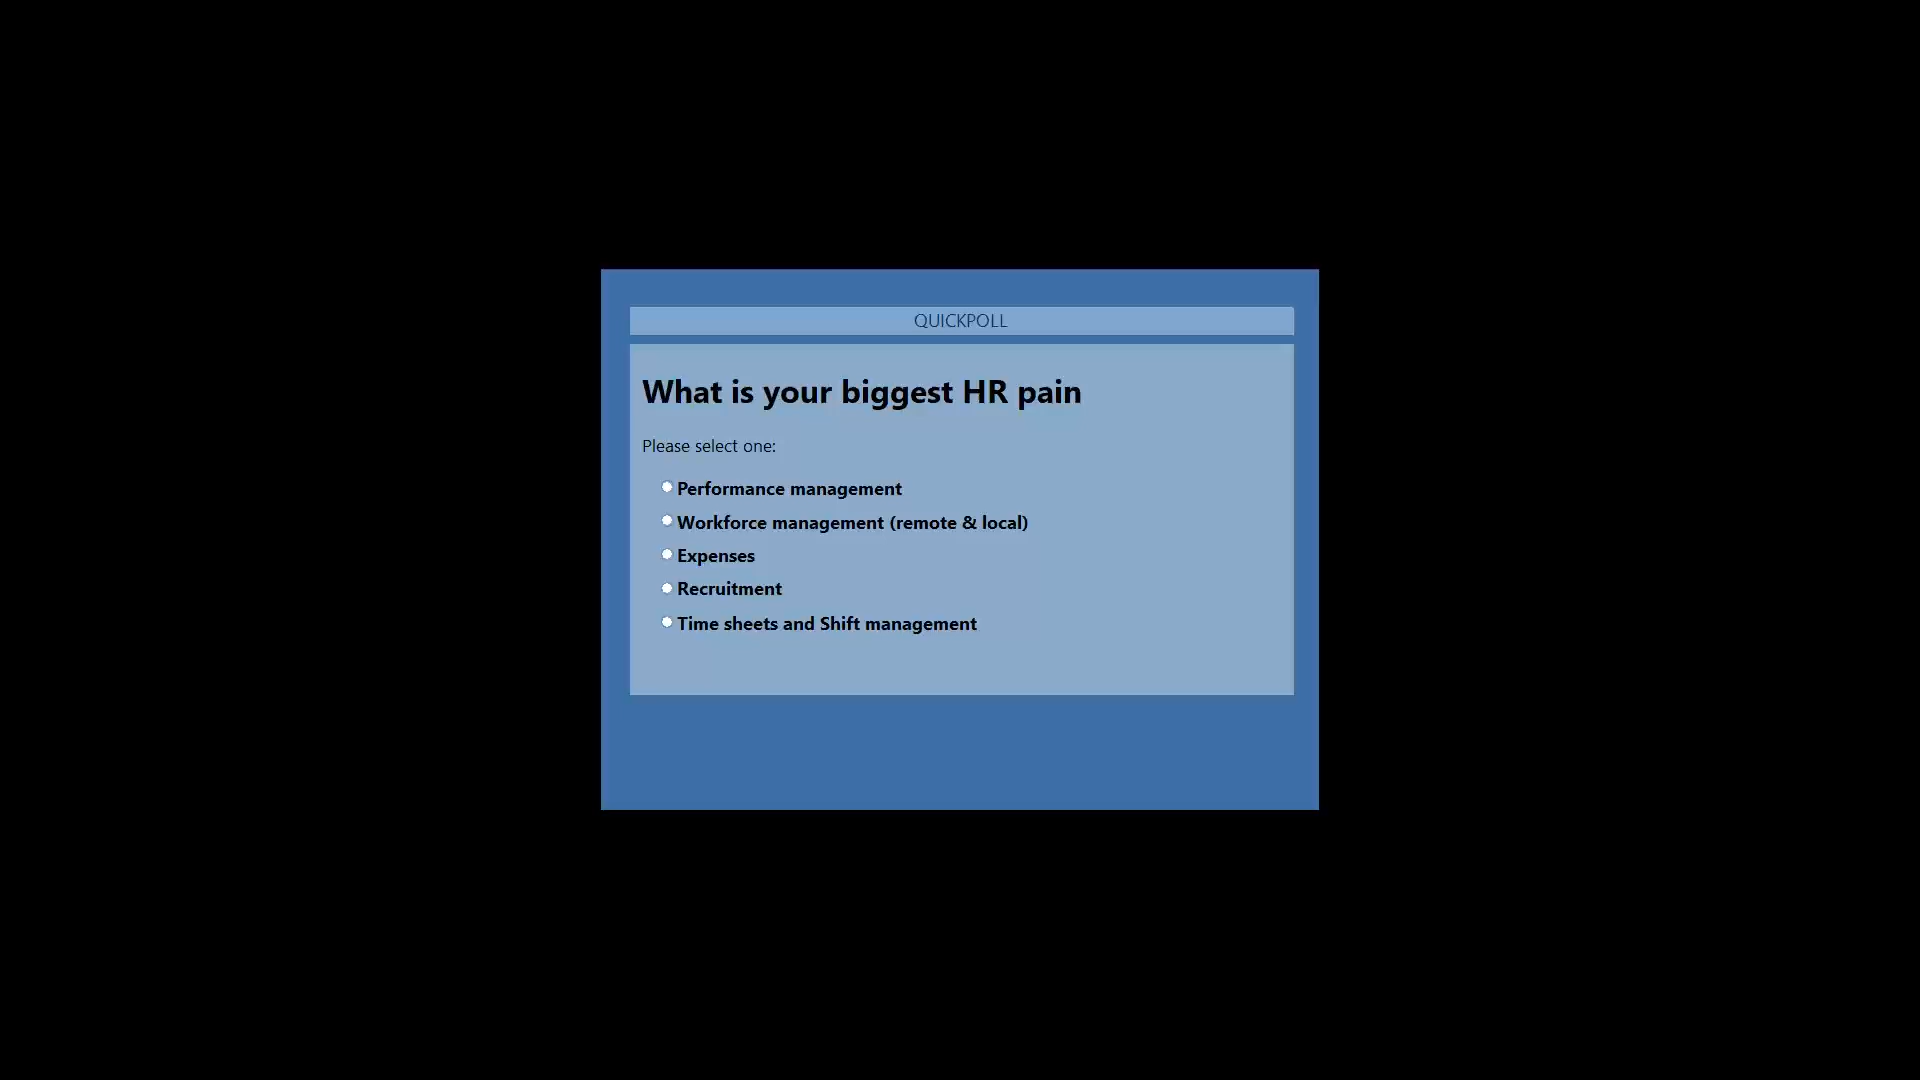 QUICKPOLL
What is your biggest HR pain
Please select one:
Performance management
Workforce management (remote & local)
Expenses
Recruitment
Time sheets and Shift management